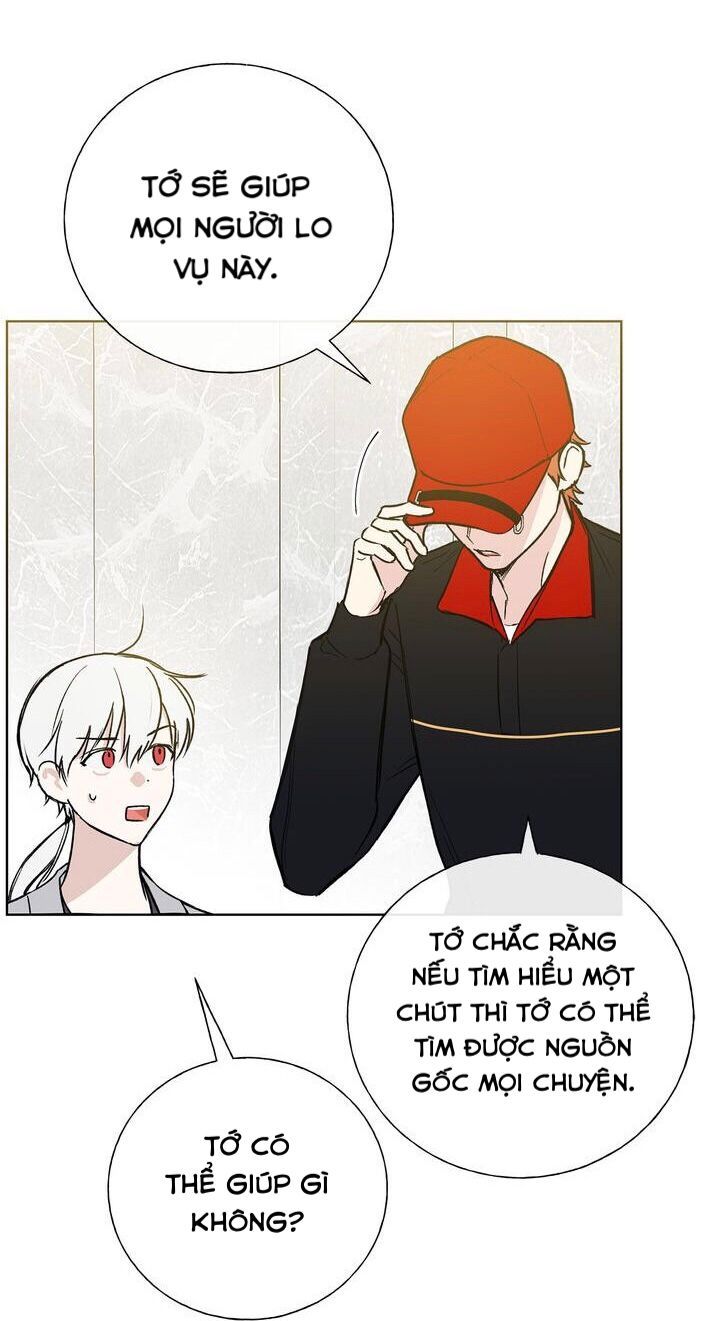 TỚ SẼ GIÚP
MỌI NGƯỜI LO
VỤ NÀY.
TỚ CHẮC RẰNG
NẾU TÌM HIỂU MỘT
CHÚT THÌ TỚ CÓ THỂ
TÌM ĐƯỢC NGUỒN
GỐC MỌI CHUYỆN.
TỚ CÓ
THỂ GIÚP GÌ
KHÔNG?